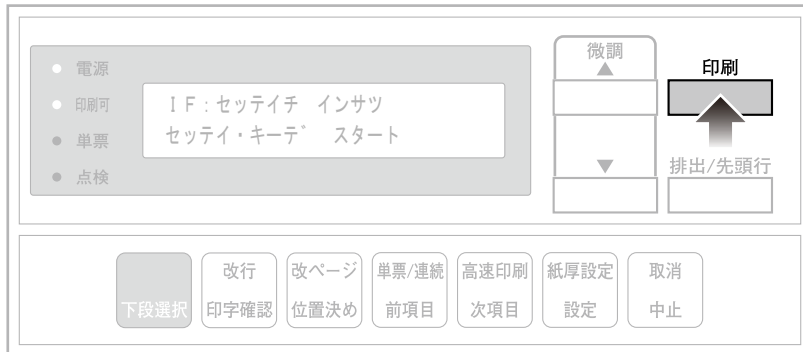 電源
印刷可
単票
点検
IF:セッテイチ インサツ
セッテイ・キーデ スタート
微調
▲
▼
印刷
排出/先頭行
下段選択
改行
印字確認
改ページ
位置決め
単票/連続
前項目
高速印刷
次項目
紙厚設定
設定
取消
中止